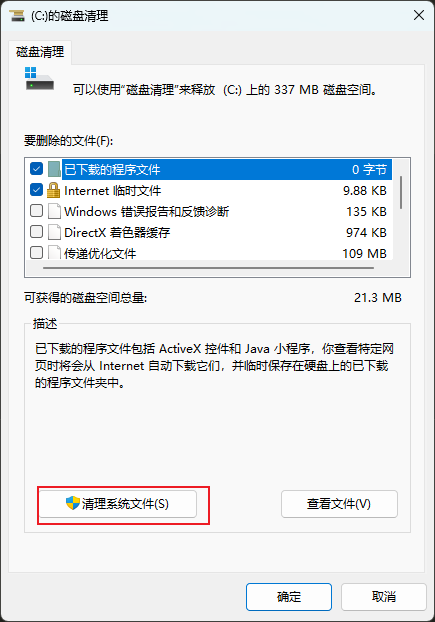 (C:)的磁盘清理
磁盘清理
可以使用“磁盘清理”来释放 (C:) 上的 337 MB 磁盘空间。
要删除的文件(F):
已下载的程序文件 0 字节
Internet 临时文件 9.88 KB
Windows 错误报告和反馈诊断 135 KB
DirectX 着色器缓存 974 KB
传递优化文件 109 MB
可获得的磁盘空间总量: 21.3 MB
描述
已下载的程序文件包括 ActiveX 控件和 Java 小程序，你查看特定网
页时将会从 Internet 自动下载它们，并临时保存在硬盘上的已下载
的程序文件夹中。
清理系统文件(S) 查看文件(V)
确定 取消